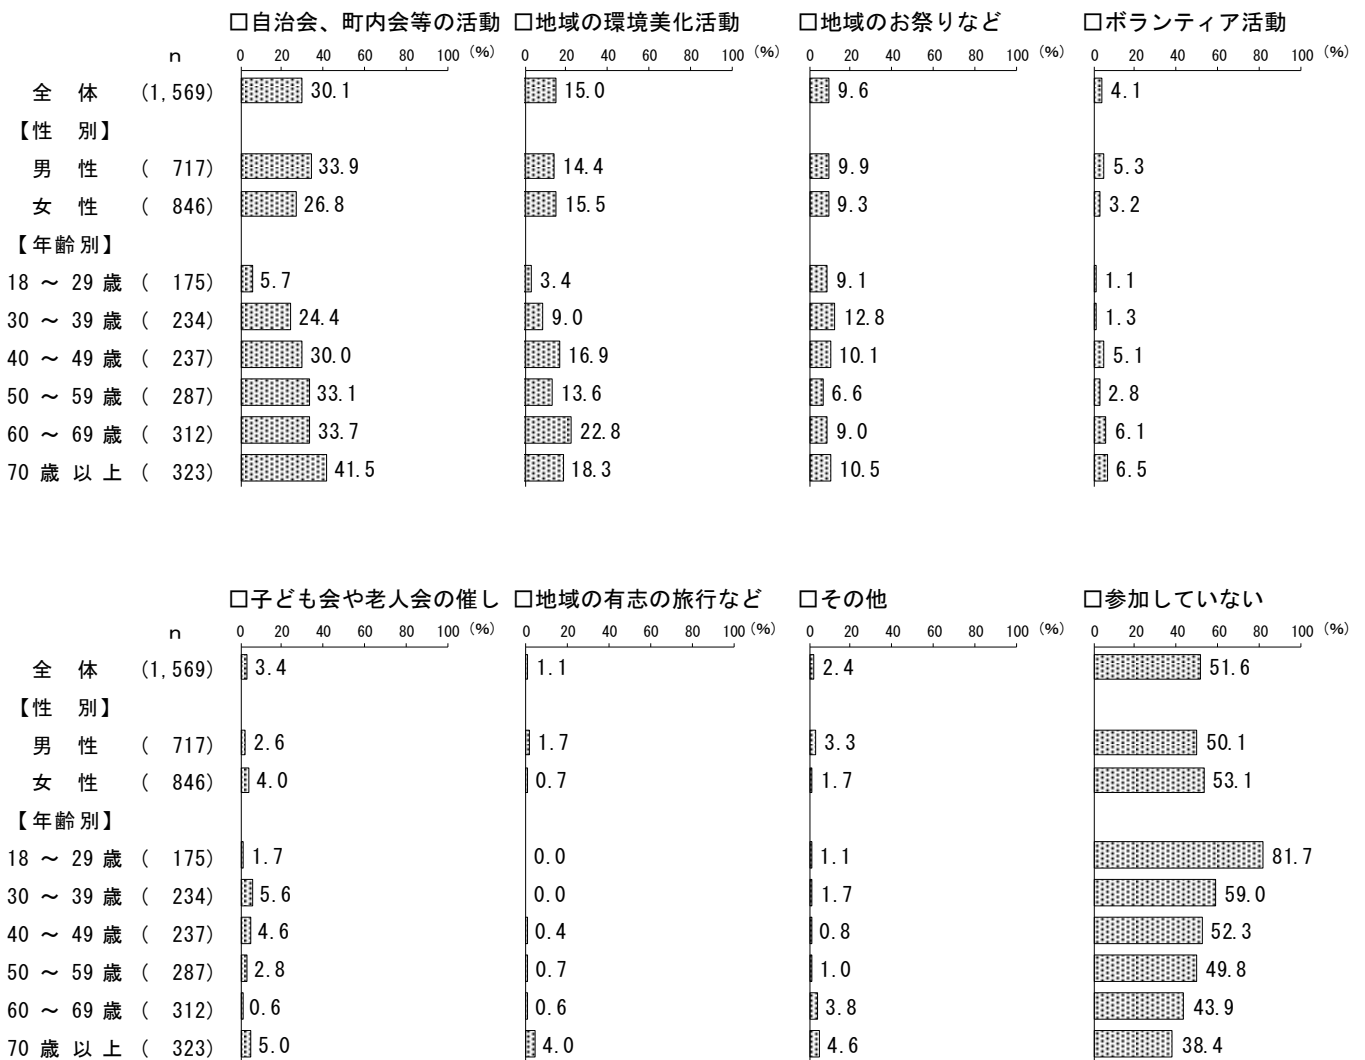 □自治会、町内会等の活動 □地域の環境美化活動 □地域のお祭りなど □ボランティア活動
n 0 20 40 60 80 100 (%) 0 20 40 60 80 100 (%) 0 20 40 60 80 100 (%) 0 20 40 60 80 100 (%)
全 体 (1,569) 30.1 15.0 9.6 4.1
【性 別】
男 性 ( 717) 33.9 14.4 9.9 5.3
女 性 ( 846) 26.8 15.5 9.3 3.2
【年齢別】
18 ～ 29 歳 ( 175) 5.7 3.4 9.1 1.1
30 ～ 39 歳 ( 234) 24.4 9.0 12.8 1.3
40 ～ 49 歳 ( 237) 30.0 16.9 10.1 5.1
50 ～ 59 歳 ( 287) 33.1 13.6 6.6 2.8
60 ～ 69 歳 ( 312) 33.7 22.8 9.0 6.1
70 歳 以 上 ( 323) 41.5 18.3 10.5 6.5
□子ども会や老人会の催し □地域の有志の旅行など □その他 □参加していない
n 0 20 40 60 80 100 (%) 0 20 40 60 80 100 (%) 0 20 40 60 80 100 (%) 0 20 40 60 80 100 (%)
全 体 (1,569) 3.4 1.1 2.4 51.6
【性 別】
男 性 ( 717) 2.6 1.7 3.3 50.1
女 性 ( 846) 4.0 0.7 1.7 53.1
【年齢別】
18 ～ 29 歳 ( 175) 1.7 0.0 1.1 81.7
30 ～ 39 歳 ( 234) 5.6 0.0 1.7 59.0
40 ～ 49 歳 ( 237) 4.6 0.4 0.8 52.3
50 ～ 59 歳 ( 287) 2.8 0.7 1.0 49.8
60 ～ 69 歳 ( 312) 0.6 0.6 3.8 43.9
70 歳 以 上 ( 323) 5.0 4.0 4.6 38.4